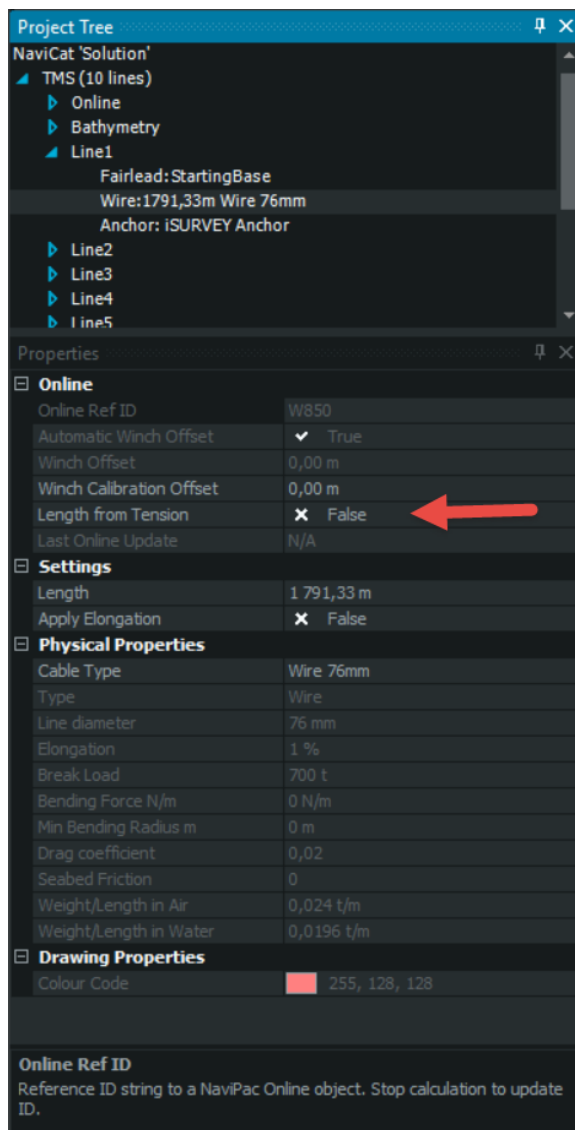 Project Tree
NaviCat 'Solution'
TMS (10 lines)
Online
Bathymetry
Line1
Fairlead:StartingBase
Wire:1791,33m Wire 76mm
Anchor: iSURVEY Anchor
Line2
Line3
Line4
Line5
Properties
Online
Online Ref ID W850
Automatic Winch Offset True
Winch Offset 0,00 m
Winch Calibration Offset 0,00 m
Length from Tension False
Last Online Update N/A
Settings
Length 1 791,33 m
Apply Elongation False
Physical Properties
Cable Type Wire 76mm
Type Wire
Line diameter 76 mm
Elongation 1 %
Break Load 700 t
Bending Force N/m 0 N/m
Min Bending Radius m 0 m
Drag coefficient 0,02
Seabed Friction 0
Weight/Length in Air 0,024 t/m
Weight/Length in Water 0,0196 t/m
Drawing Properties
Colour Code 255, 128, 128
Online Ref ID
Reference ID string to a NaviPac Online object. Stop calculation to update
ID.